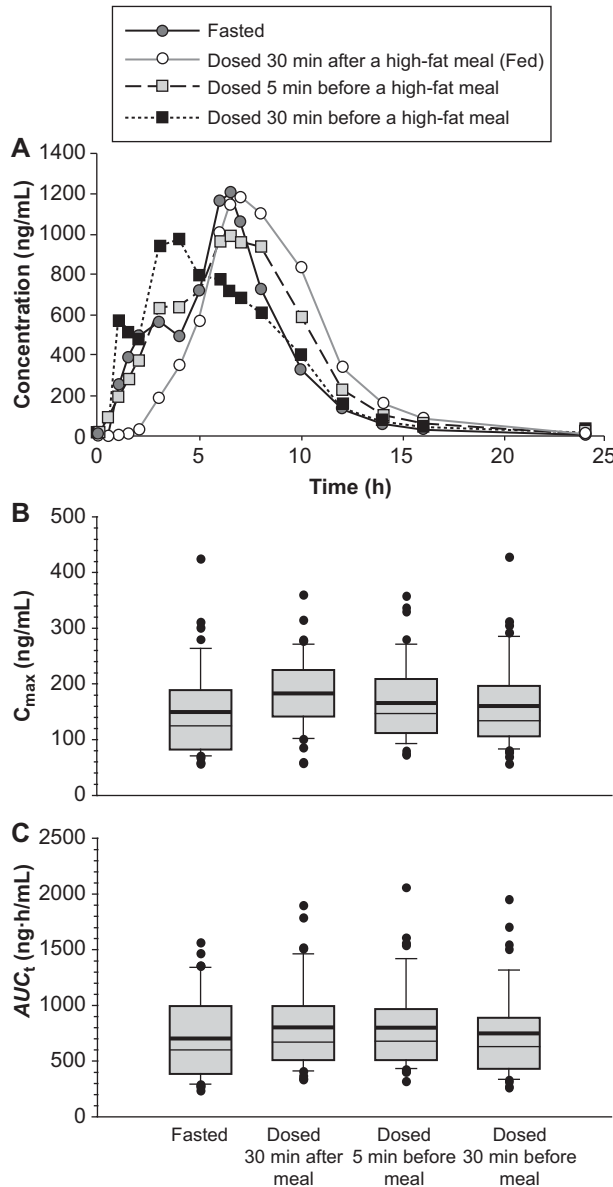 Fasted
Dosed 30 min after a high-fat meal (Fed)
Dosed 5 min before a high-fat meal
Dosed 30 min before a high-fat meal
A
Concentration (ng/mL)
1400
1200
1000
800
600
400
200
0
0 5 10 15 20 25
Time (h)
B
Cmax (ng/mL)
500
400
300
200
100
0
C
AUCt (ng·h/mL)
2500
2000
1500
1000
500
0
Fasted
Dosed
30 min after
meal
Dosed
5 min before
meal
Dosed
30 min before
meal